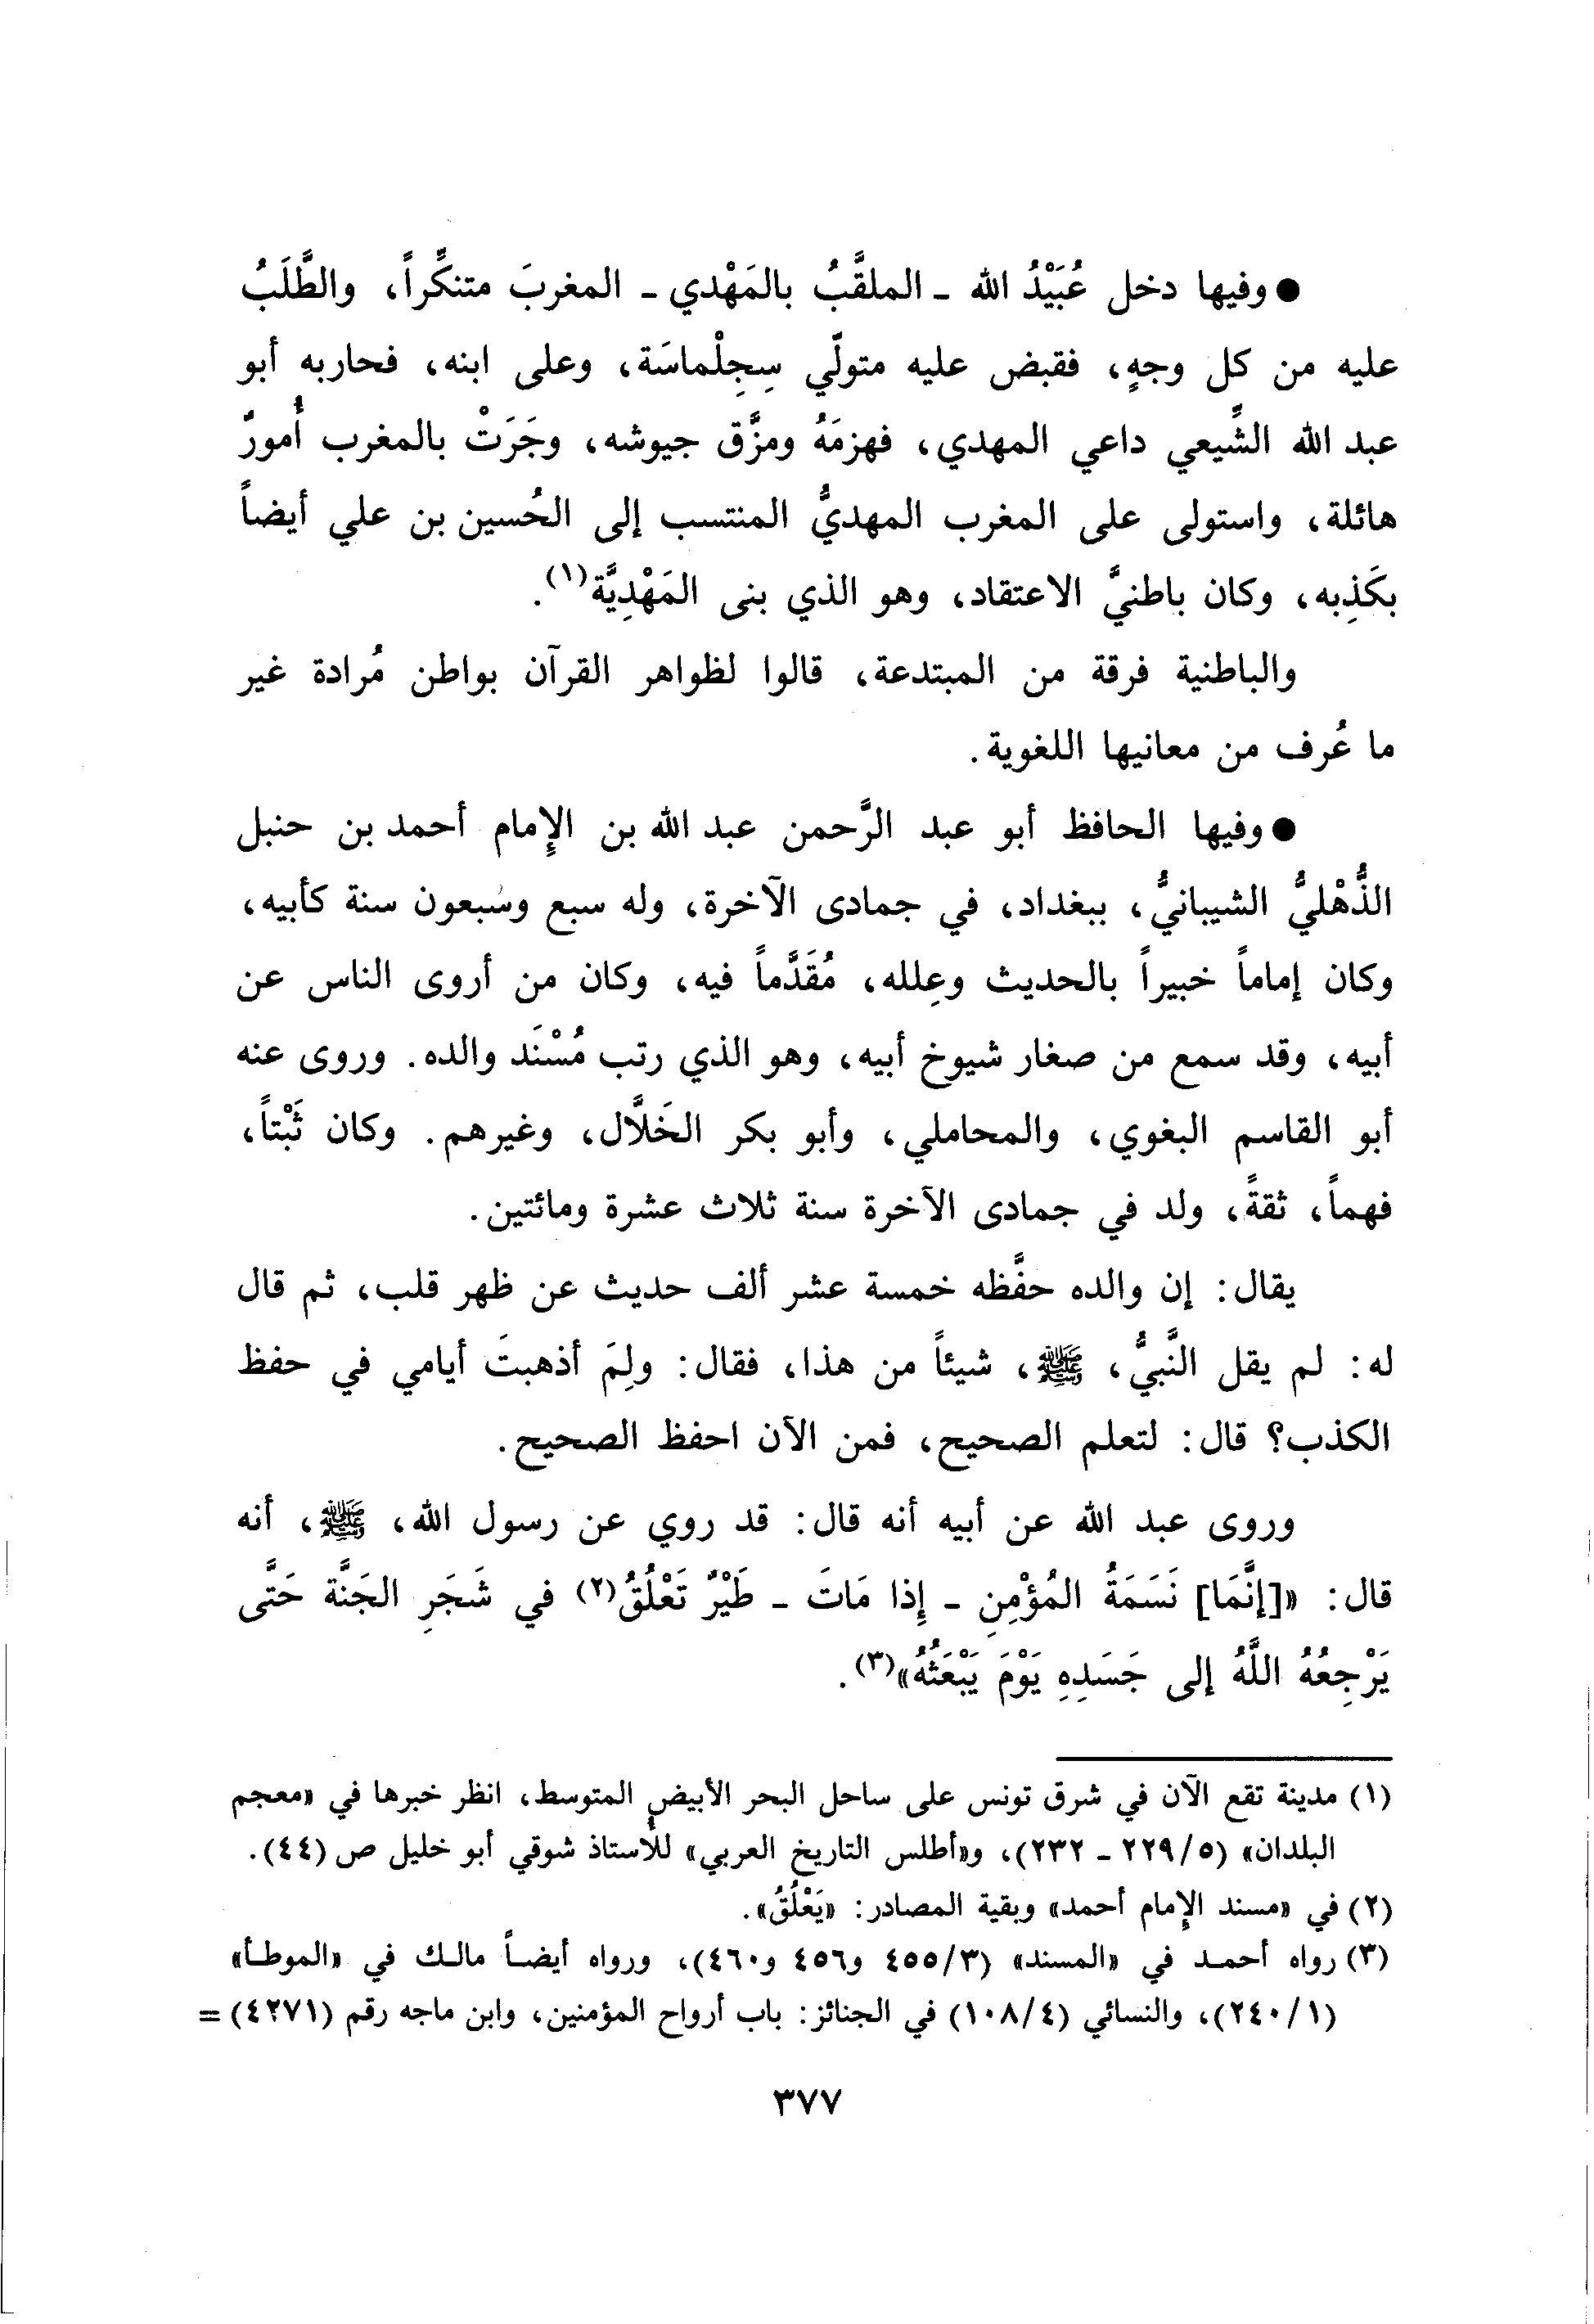 ● وفيها دخل عُبَيْدُ الله ـ الملقَّبُ بالمَهْدي ـ المغربَ متنكِّراً، والطَّلَبُ
عليه من كل وجهٍ، فقبض عليه متولّي سِجِلْماسَة، وعلى ابنه، فحاربه أبو
عبد الله الشِّيعي داعي المهدي، فهزمَهُ ومزَّق جيوشه، وجَرَتْ بالمغرب أُمورٌ
هائلة، واستولى على المغرب المهديُّ المنتسب إلى الحُسين بن علي أيضاً
بكَذِبه، وكان باطنيَّ الاعتقاد، وهو الذي بنى المَهْدِيَّة(١).
والباطنية فرقة من المبتدعة، قالوا لظواهر القرآن بواطن مُرادة غير
ما عُرف من معانيها اللغوية.
● وفيها الحافظ أبو عبد الرَّحمن عبد الله بن الإِمام أحمد بن حنبل
الذُّهْليُّ الشيبانيُّ، ببغداد، في جمادى الآخرة، وله سبع وسبعون سنة كأبيه،
وكان إماماً خبيراً بالحديث وعِلله، مُقَدَّماً فيه، وكان من أروى الناس عن
أبيه، وقد سمع من صغار شيوخ أبيه، وهو الذي رتب مُسْنَد والده. وروى عنه
أبو القاسم البغوي، والمحاملي، وأبو بكر الخَلاَّل، وغيرهم. وكان ثَبْتاً،
فهماً، ثقةً، ولد في جمادى الآخرة سنة ثلاث عشرة ومائتين.
يقال: إن والده حفَّظه خمسة عشر ألف حديث عن ظهر قلب، ثم قال
له: لم يقل النَّبيُّ، ﷺ، شيئاً من هذا، فقال: ولِمَ أذهبتَ أيامي في حفظ
الكذب؟ قال: لتعلم الصحيح، فمن الآن احفظ الصحيح.
وروى عبد الله عن أبيه أنه قال: قد روي عن رسول الله، ﷺ، أنه
قال: «[إنَّمَا] نَسَمَةُ المُؤْمِنِ ـ إِذا مَاتَ ـ طَيْرٌ تَعْلُقُ(٢) في شَجَرِ الجَنَّة حَتَّى
يَرْجِعُهُ اللَّهُ إلى جَسَدِهِ يَوْمَ يَبْعَثُهُ»(٣).
(١) مدينة تقع الآن في شرق تونس على ساحل البحر الأبيض المتوسط، انظر خبرها في «معجم
البلدان» (٥/٢٢٩ ـ ٢٣٢)، و«أطلس التاريخ العربي» للأستاذ شوقي أبو خليل ص (٤٤).
(٢) في «مسند الإِمام أحمد» وبقية المصادر: «يَعْلُقُ».
(٣) رواه أحمد في «المسند» (٣/٤٥٥ و٤٥٦ و٤٦٠)، ورواه أيضاً مالك في «الموطأ»
(١/٢٤٠)، والنسائي (٤/١٠٨) في الجنائز: باب أرواح المؤمنين، وابن ماجه رقم (٤٢٧١) =
٣٧٧